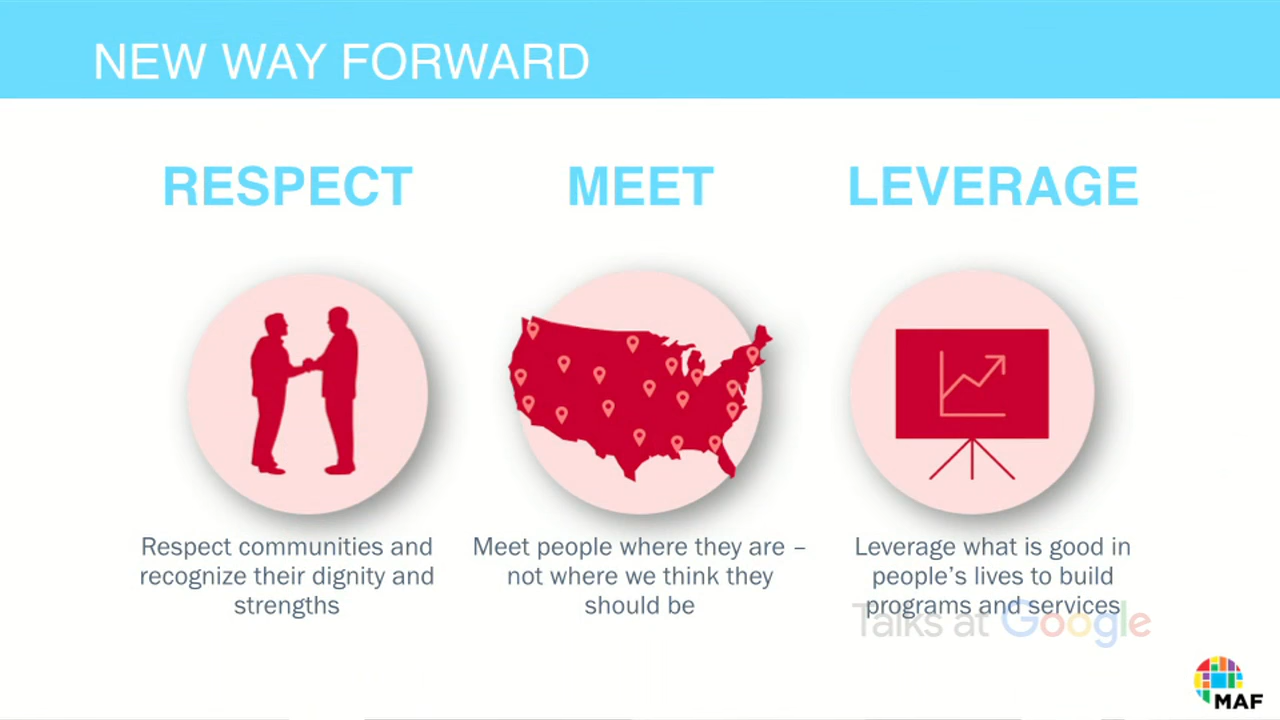 NEW WAY FORWARD
RESPECT
MEET
LEVERAGE
Respect communities and
recognize their dignity and
strengths
Meet people where they are –
not where we think they
should be
Leverage what is good in
people's lives to build
programs and services
Talks at Google
MAF